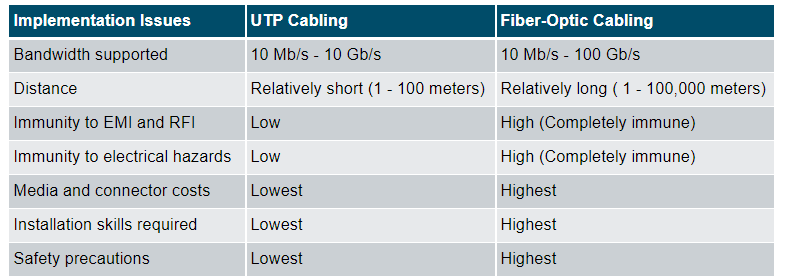 Implementation Issues UTP Cabling Fiber-Optic Cabling
Bandwidth supported 10 Mb/s - 10 Gb/s 10 Mb/s - 100 Gb/s
Distance Relatively short (1 - 100 meters) Relatively long ( 1 - 100,000 meters)
Immunity to EMI and RFI Low High (Completely immune)
Immunity to electrical hazards Low High (Completely immune)
Media and connector costs Lowest Highest
Installation skills required Lowest Highest
Safety precautions Lowest Highest